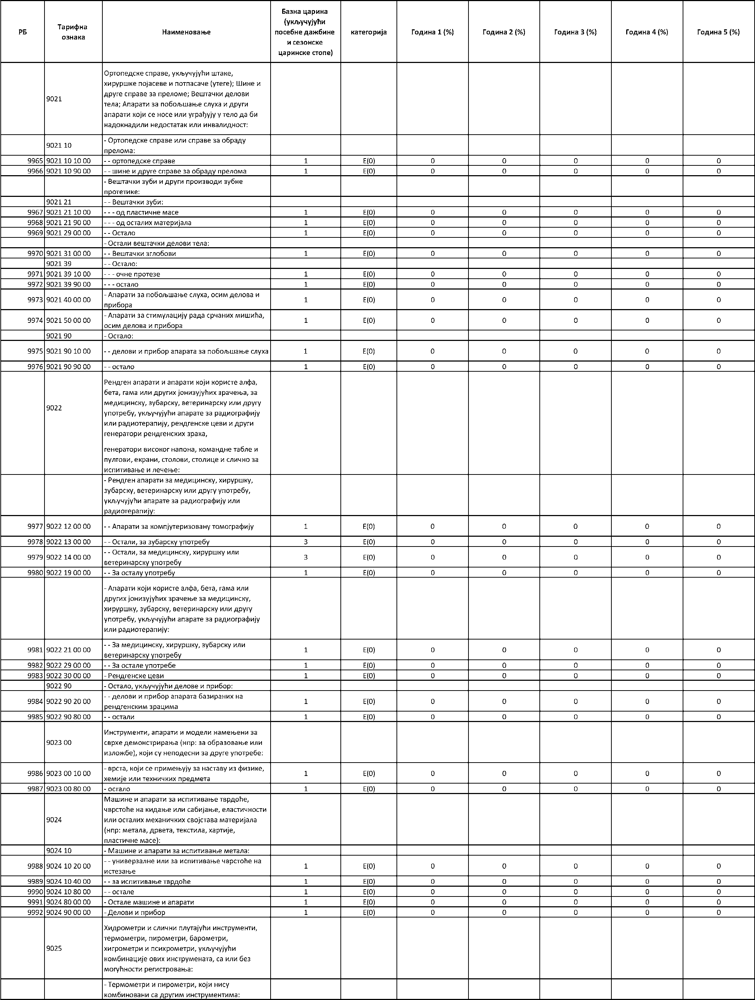 РБ Тарифна ознака Наименовање Базна царина (укључујући посебне дажбине и сезонске царинске стопе) категорија Година 1 (%) Година 2 (%) Година 3 (%) Година 4 (%) Година 5 (%)
9021
Ортопедске справе, укључујући штаке,
хируршке појасеве и потпасаче (утеге); Шине и
друге справе за преломе; Вештачки делови
тела; Апарати за побољшање слуха и други
апарати који се носе или уграђују у тело да би
надокнадили недостатак или инвалидност:
9021 10
- Ортопедске справе или справе за обраду
прелома:
9965 9021 10 10 00 - - ортопедске справе 1 E(0) 0 0 0 0 0
9966 9021 10 90 00 - - шине и друге справе за обраду прелома 1 E(0) 0 0 0 0 0
- Вештачки зуби и други производи зубне
протетике:
9021 21 - - Вештачки зуби:
9967 9021 21 10 00 - - - од пластичне масе 1 E(0) 0 0 0 0 0
9968 9021 21 90 00 - - - од осталих материјала 1 E(0) 0 0 0 0 0
9969 9021 29 00 00 - - Остало 1 E(0) 0 0 0 0 0
- Остали вештачки делови тела:
9970 9021 31 00 00 - - Вештачки зглобови 1 E(0) 0 0 0 0 0
9021 39 - - Остало:
9971 9021 39 10 00 - - - очне протезе 1 E(0) 0 0 0 0 0
9972 9021 39 90 00 - - - остало 1 E(0) 0 0 0 0 0
9973 9021 40 00 00 - Апарати за побољшање слуха, осим делова и
прибора 1 E(0) 0 0 0 0 0
9974 9021 50 00 00 - Апарати за стимулацију рада срчаних мишића,
осим делова и прибора 1 E(0) 0 0 0 0 0
9021 90 - Остало:
9975 9021 90 10 00 - - делови и прибор апарата за побољшање слуха 1 E(0) 0 0 0 0 0
9976 9021 90 90 00 - - остало 1 E(0) 0 0 0 0 0
9022
Рендген апарати и апарати који користе алфа,
бета, гама или других јонизујућих зрачења, за
медицинску, зубарску, ветеринарску или другу
употребу, укључујући апарате за радиографију
или радиотерапију, рендгенске цеви и други
генератори рендгенских зрака,
генератори високог напона, командне табле и
пултови, екрани, столови, столице и слично за
испитивање и лечење:
- Рендген апарати за медицинску, хируршку,
зубарску, ветеринарску или другу употребу,
укључујући апарате за радиографију или
радиотерапију:
9977 9022 12 00 00 - - Апарати за компјутеризовану томографију 1 E(0) 0 0 0 0 0
9978 9022 13 00 00 - - Остали, за зубарску употребу 3 E(0) 0 0 0 0 0
9979 9022 14 00 00 - - Остали, за медицинску, хируршку или
ветеринарску употребу 3 E(0) 0 0 0 0 0
9980 9022 19 00 00 - - За осталу употребу 1 E(0) 0 0 0 0 0
- Апарати који користе алфа, бета, гама или
других јонизујућих зрачење за медицинску,
хируршку, зубарску, ветеринарску или другу
употребу, укључујући апарате за радиографију
или радиотерапију:
9981 9022 21 00 00 - - За медицинску, хируршку, зубарску или
ветеринарску употребу 1 E(0) 0 0 0 0 0
9982 9022 29 00 00 - - За остале употребе 1 E(0) 0 0 0 0 0
9983 9022 30 00 00 - Рендгенске цеви 1 E(0) 0 0 0 0 0
9022 90 - Остало, укључујући делове и прибор:
9984 9022 90 20 00 - - делови и прибор апарата базираних на
рендгенским зрацима 1 E(0) 0 0 0 0 0
9985 9022 90 80 00 - - остали 1 E(0) 0 0 0 0 0
9023 00
Инструменти, апарати и модели намењени за
сврхе демонстрирања (нпр: за образовање или
изложбе), који су неподесни за друге употребе:
9986 9023 00 10 00 - врста, који се примењују за наставу из физике,
хемије или техничких предмета 1 E(0) 0 0 0 0 0
9987 9023 00 80 00 - остало 1 E(0) 0 0 0 0 0
9024
Машине и апарати за испитивање тврдоће,
чврстоће на кидање или сабијање, еластичности
или осталих механичких својстава материјала
(нпр: метала, дрвета, текстила, хартије,
пластичне масе):
9024 10 - Машине и апарати за испитивање метала:
9988 9024 10 20 00 - - универзалне или за испитивање чврстоће на
истезање 1 E(0) 0 0 0 0 0
9989 9024 10 40 00 - - за испитивање тврдоће 1 E(0) 0 0 0 0 0
9990 9024 10 80 00 - - остале 1 E(0) 0 0 0 0 0
9991 9024 80 00 00 - Остале машине и апарати 1 E(0) 0 0 0 0 0
9992 9024 90 00 00 - Делови и прибор 1 E(0) 0 0 0 0 0
9025
Хидрометри и слични плутајући инструменти,
термометри, пирометри, барометри,
хигрометри и психрометри, укључујући
комбинације ових инструмената, са или без
могућности регистровања:
- Термометри и пирометри, који нису
комбиновани са другим инструментима: